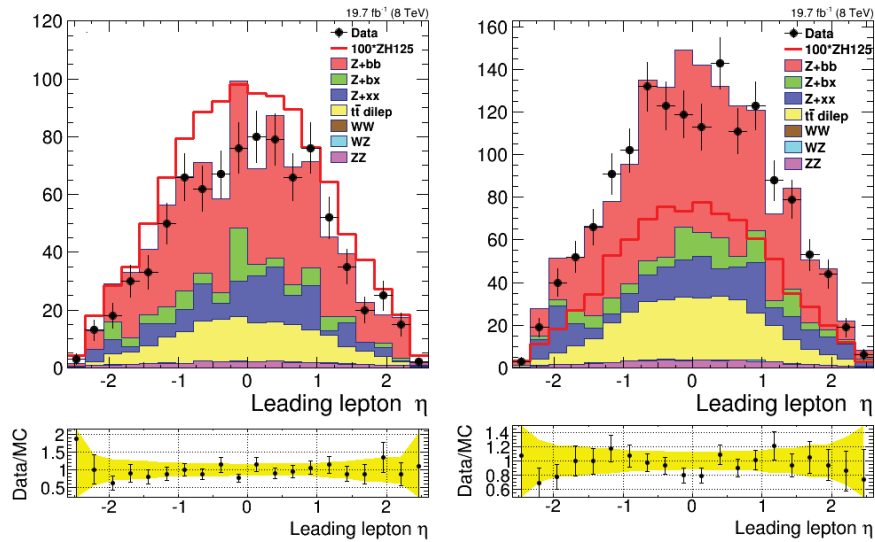 19.7 fb⁻¹ (8 TeV)
120
100
80
60
40
20
0
Data
100*ZH125
Z+bb
Z+bx
Z+xx
tt̄ dilep
WW
WZ
ZZ
-2 -1 0 1 2
Leading lepton η
Data/MC
2
1.5
1
0.5
-2 -1 0 1 2
Leading lepton η
19.7 fb⁻¹ (8 TeV)
160
140
120
100
80
60
40
20
0
Data
100*ZH125
Z+bb
Z+bx
Z+xx
tt̄ dilep
WW
WZ
ZZ
-2 -1 0 1 2
Leading lepton η
Data/MC
1.4
1.2
1
0.8
0.6
-2 -1 0 1 2
Leading lepton η